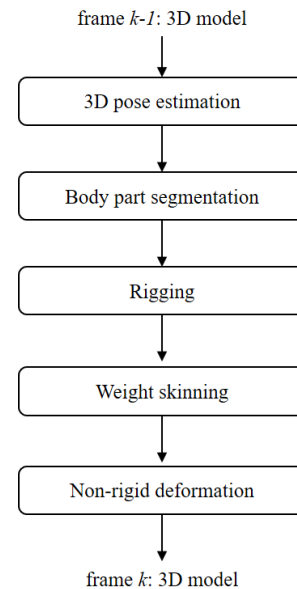 frame k-1: 3D model
3D pose estimation
Body part segmentation
Rigging
Weight skinning
Non-rigid deformation
frame k: 3D model